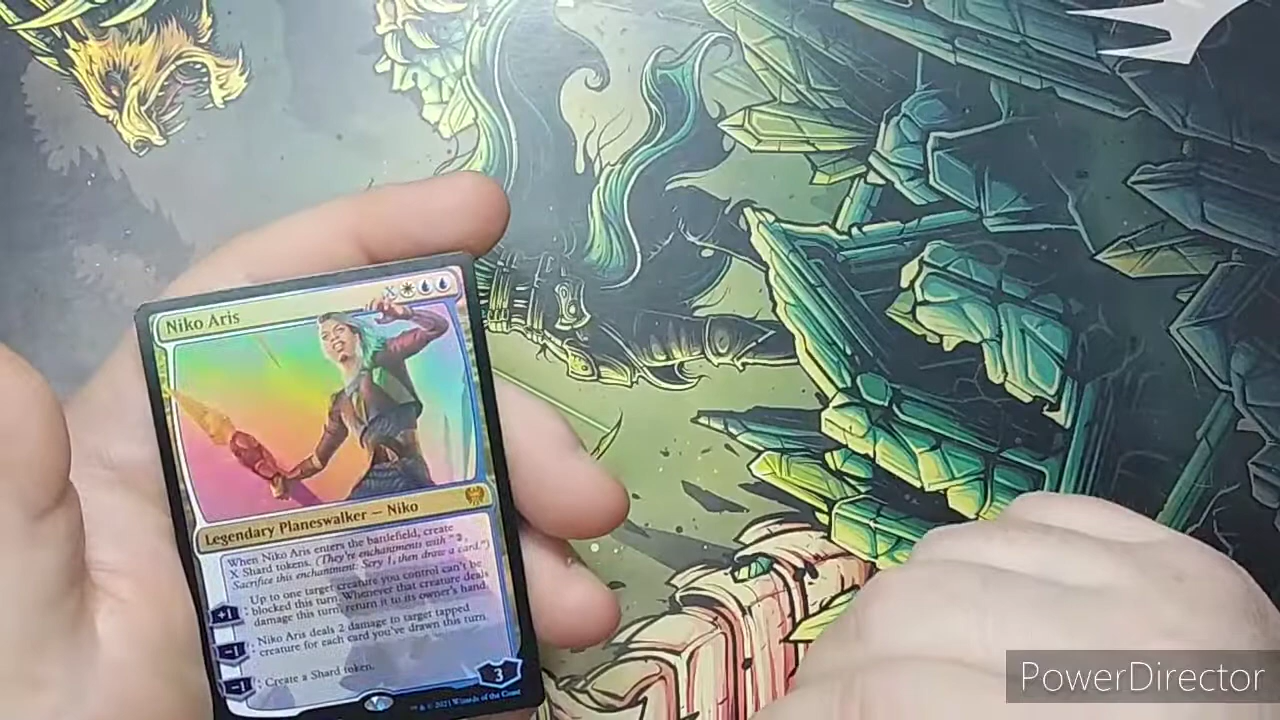 Niko Aris
X
Legendary Planeswalker — Niko
When Niko Aris enters the battlefield, create
X Shard tokens. (They're enchantments with "2,
Sacrifice this enchantment: Scry 1, then draw a card.")
+1: Up to one target creature you control can't be
blocked this turn. Whenever that creature deals
damage this turn, return it to its owner's hand.
−1: Niko Aris deals 2 damage to target tapped
creature for each card you've drawn this turn.
−1: Create a Shard token.
3
™ & © 2021 Wizards of the Coast
PowerDirector